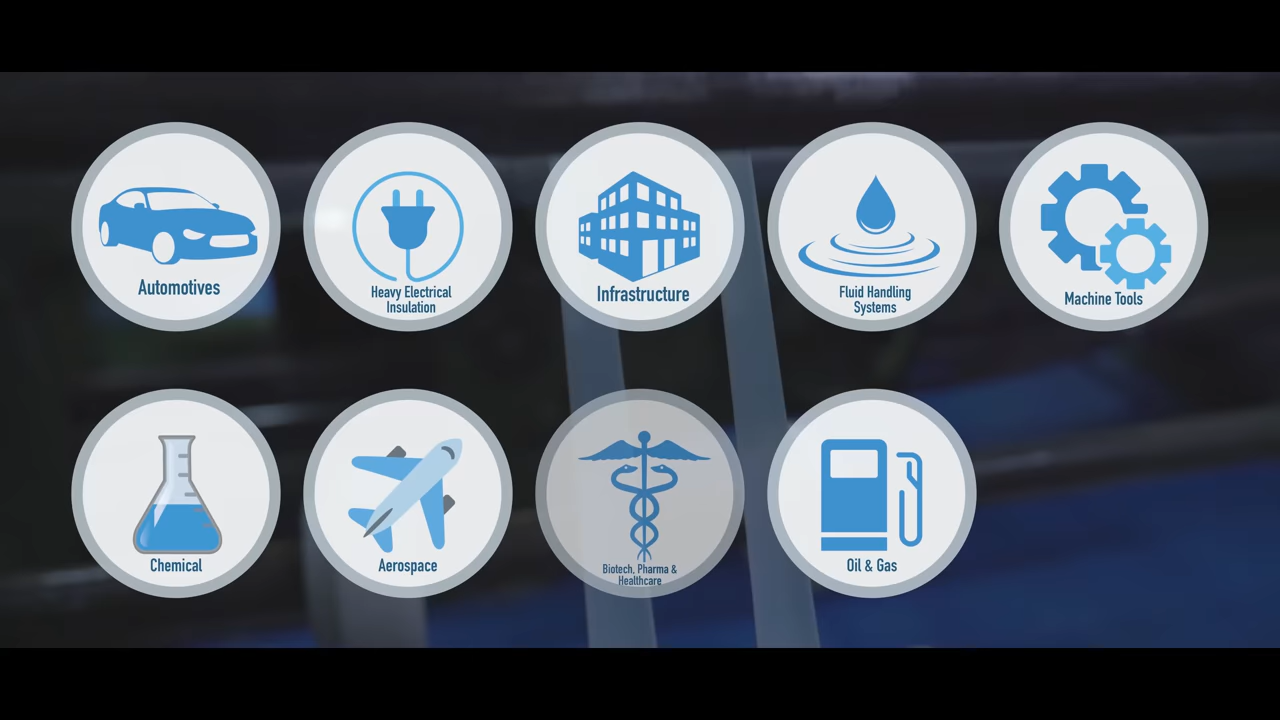 Automotives
Heavy Electrical
Insulation
Infrastructure
Fluid Handling
Systems
Machine Tools
Chemical
Aerospace
Biotech, Pharma &
Healthcare
Oil & Gas